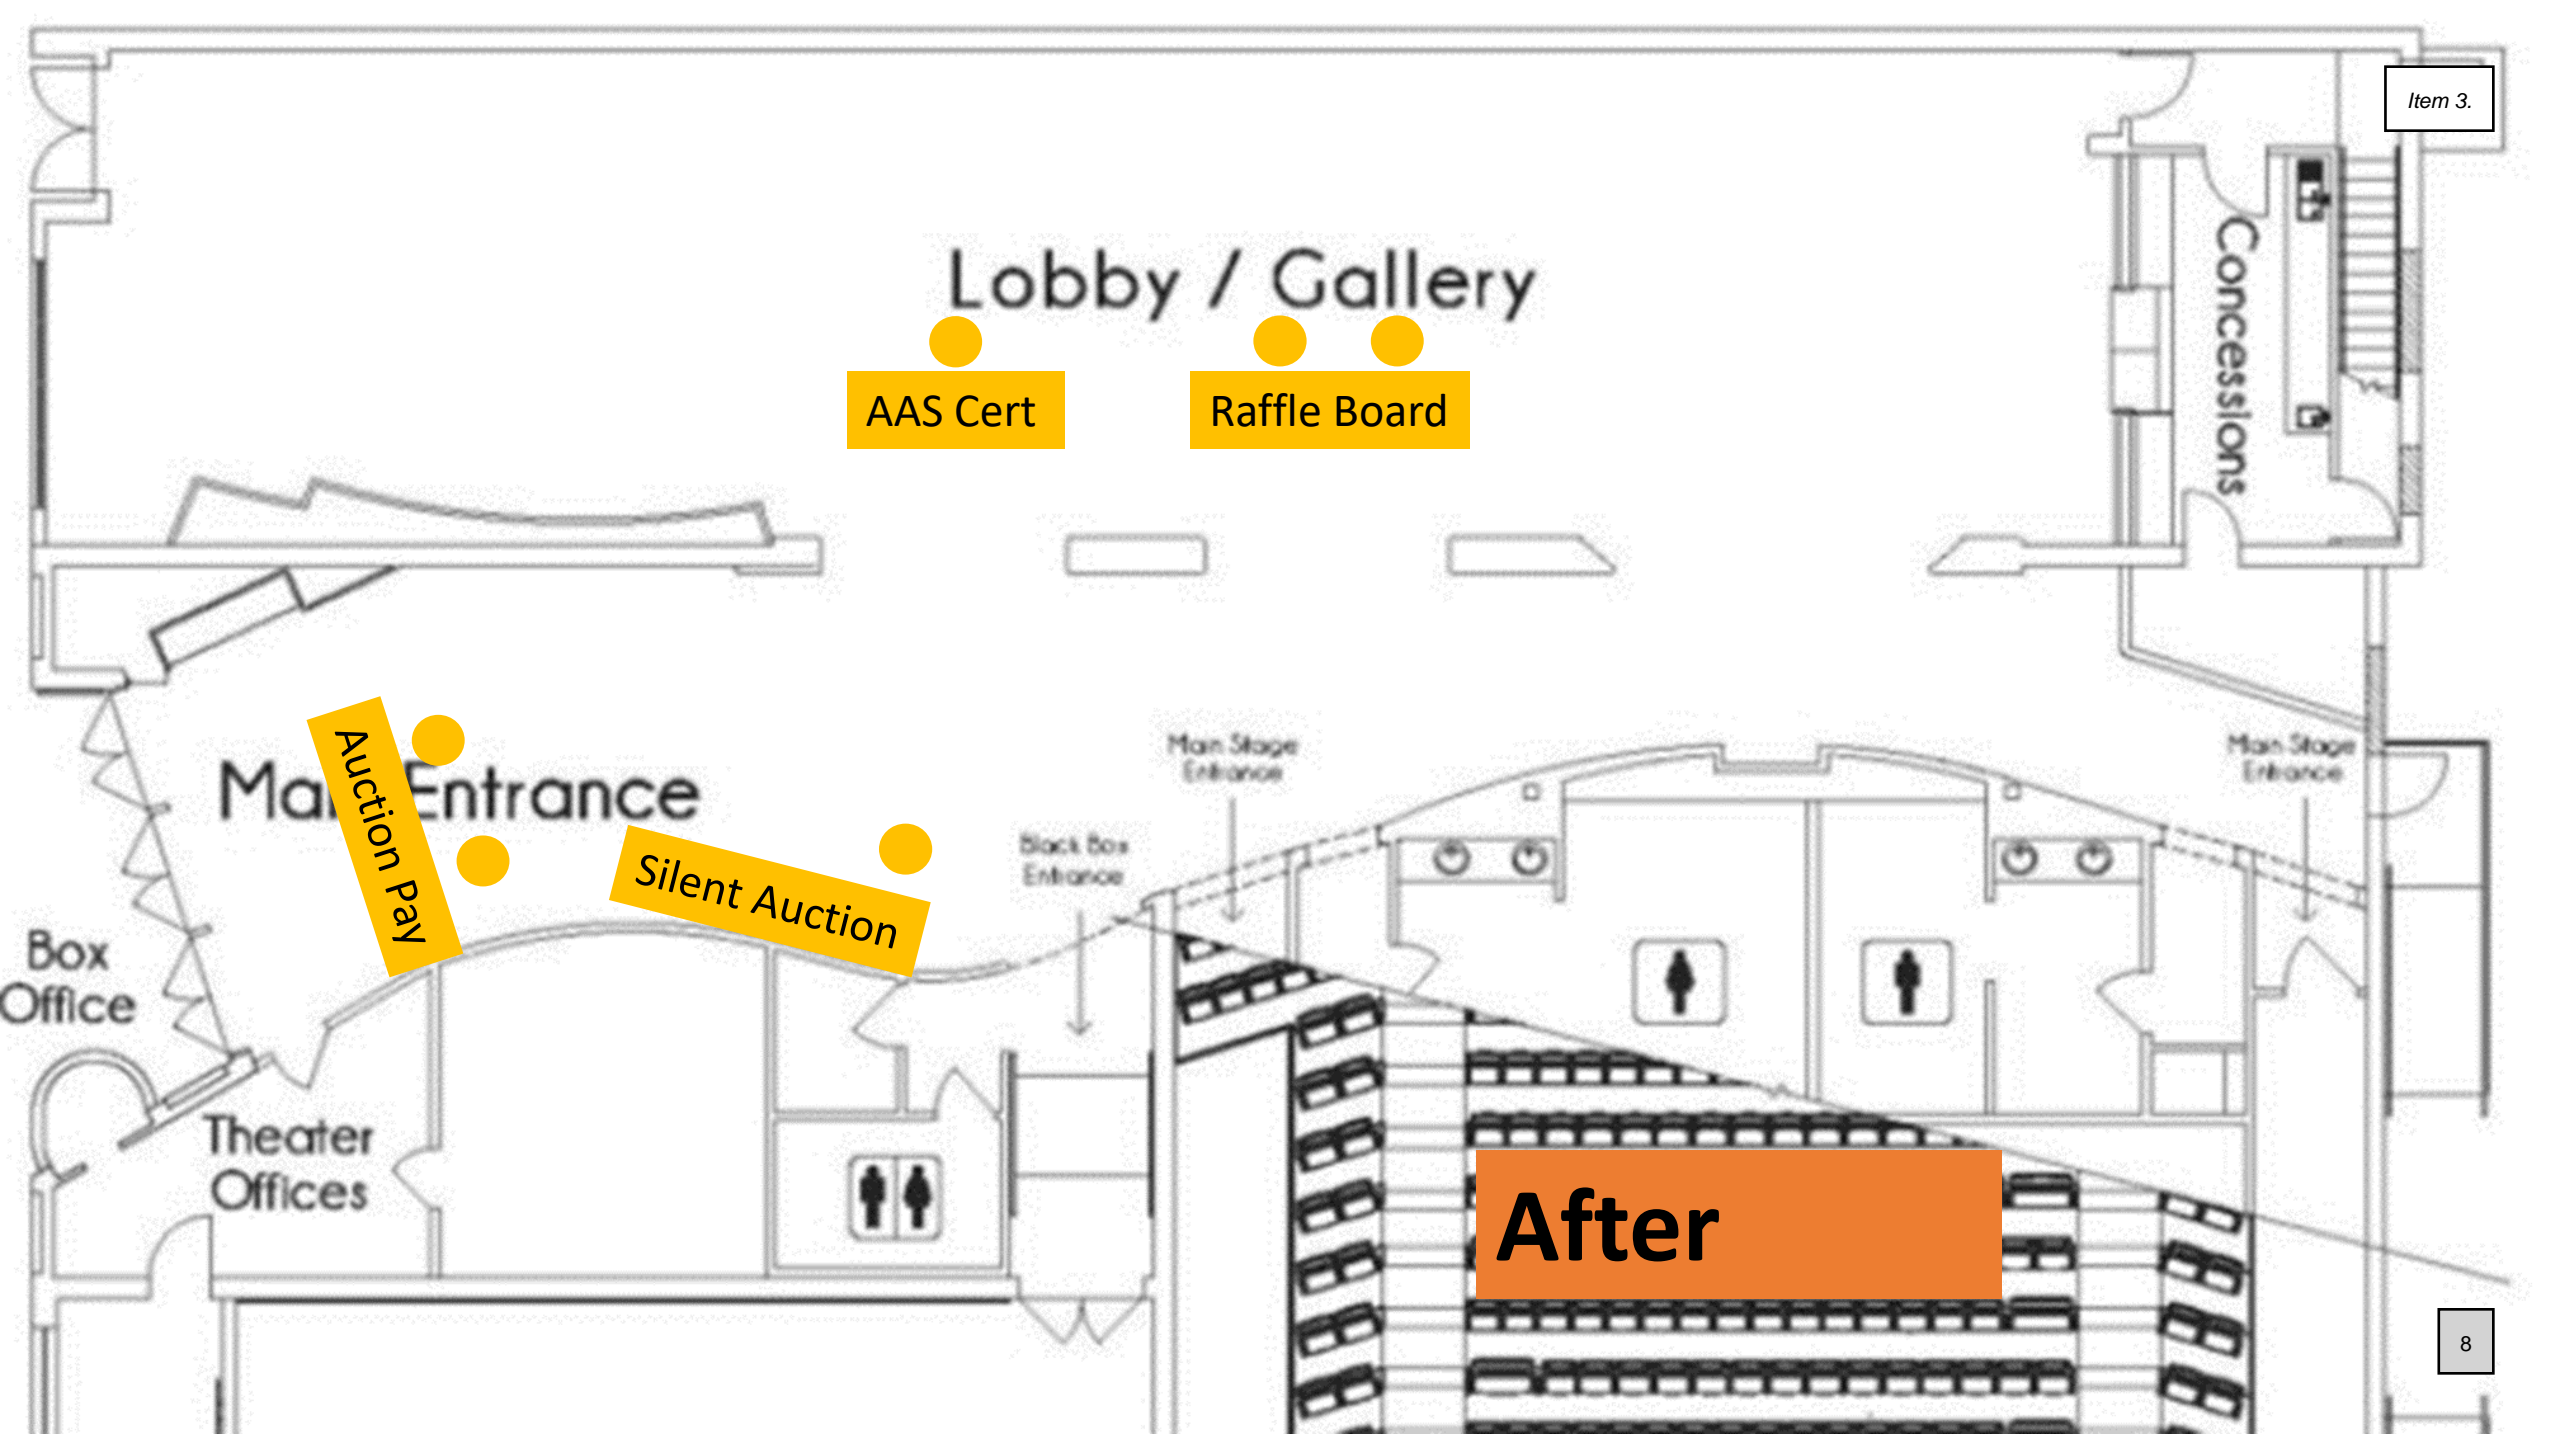 Item 3.
Lobby / Gallery
Concessions
AAS Cert
Raffle Board
Main Stage
Entrance
Main Stage
Entrance
Auction Pay
Entrance
Silent Auction
Black Box
Entrance
Box
Office
Theater
Offices
After
8